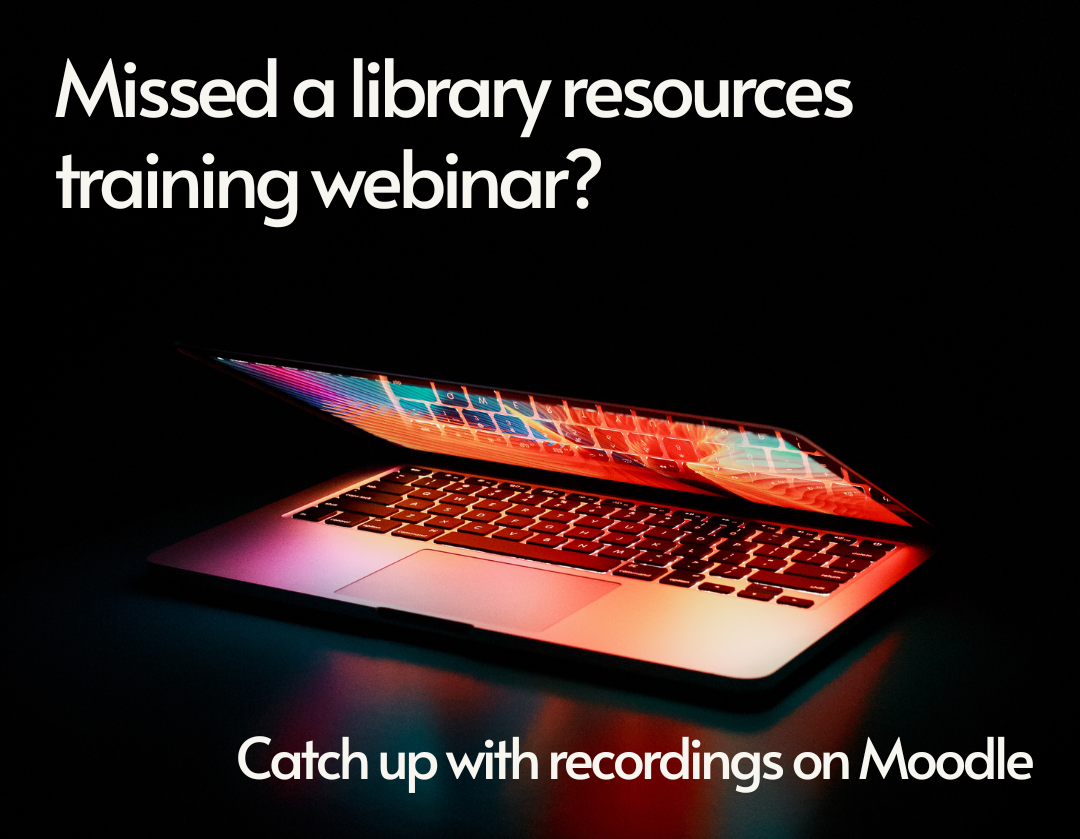 Missed a library resources
training webinar?
Catch up with recordings on Moodle